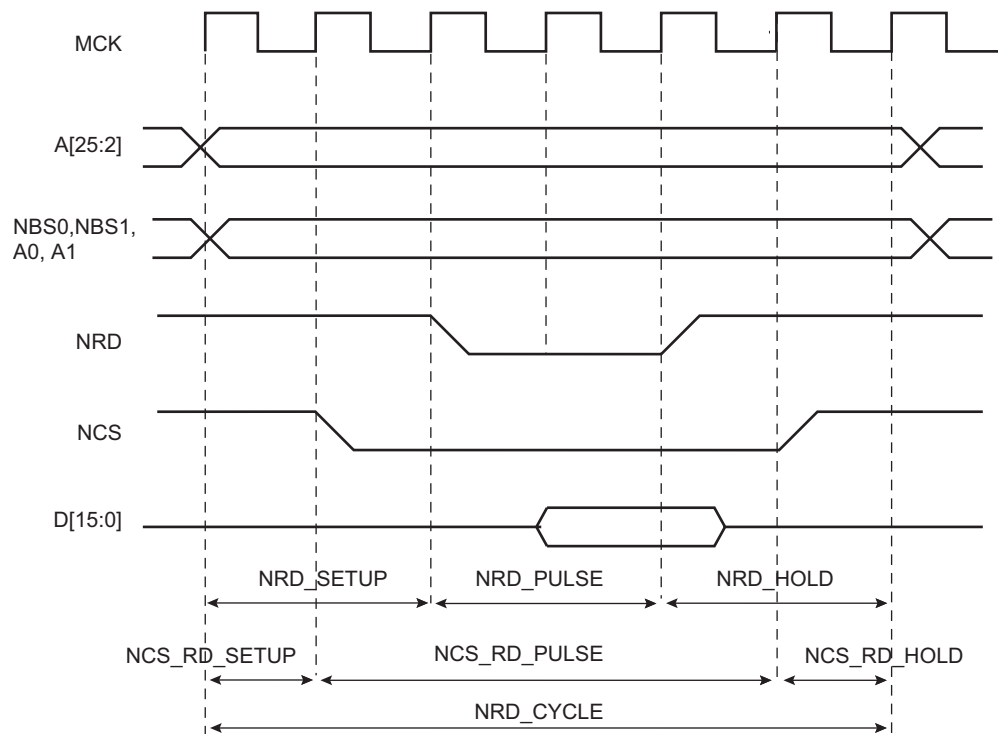 MCK
A[25:2]
NBS0,NBS1,
A0, A1
NRD
NCS
D[15:0]
NRD_SETUP NRD_PULSE NRD_HOLD
NCS_RD_SETUP NCS_RD_PULSE NCS_RD_HOLD
NRD_CYCLE